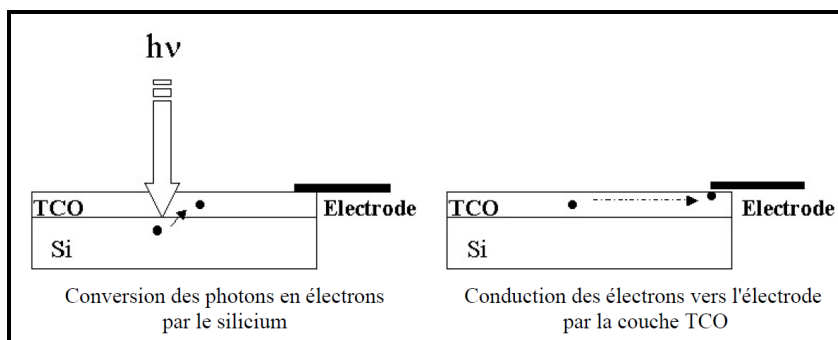 hν
TCO
Electrode
Si
Conversion des photons en électrons
par le silicium
TCO
Electrode
Si
Conduction des électrons vers l'électrode
par la couche TCO